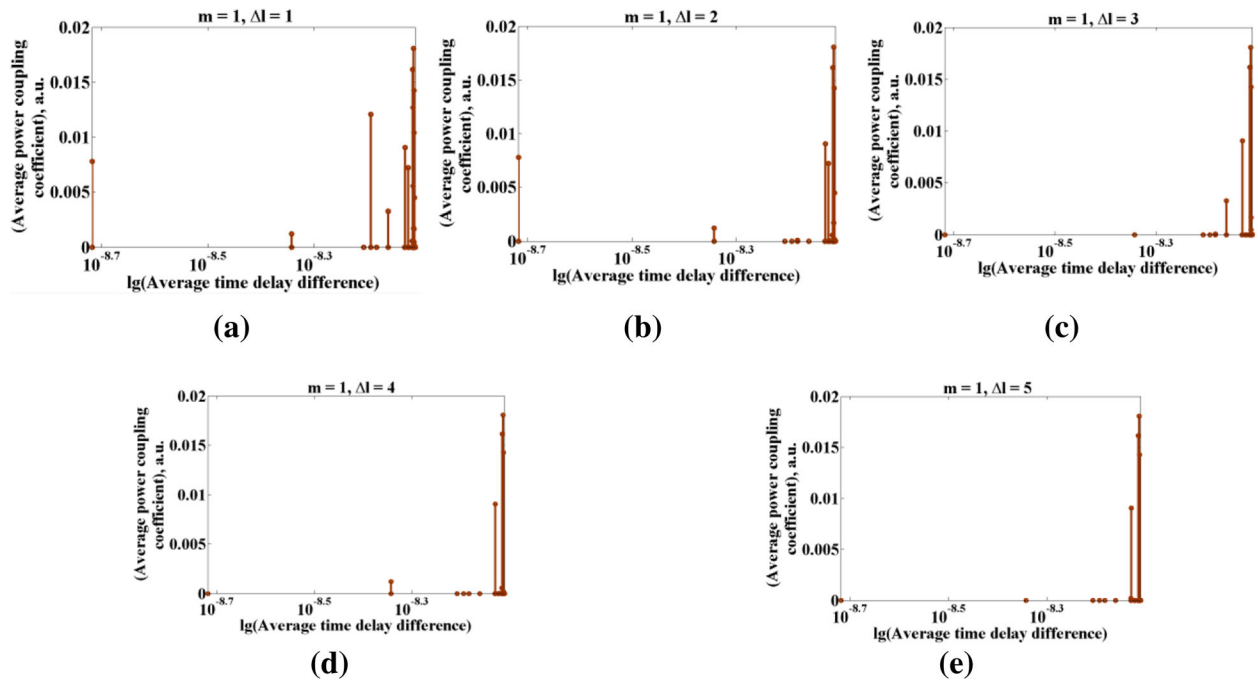 m = 1, Δl = 1
(Average power coupling
coefficient), a.u.
0.02
0.015
0.01
0.005
0
10^-8.7
10^-8.5
10^-8.3
lg(Average time delay difference)
(a)
m = 1, Δl = 2
(Average power coupling
coefficient), a.u.
0.02
0.015
0.01
0.005
0
10^-8.7
10^-8.5
10^-8.3
lg(Average time delay difference)
(b)
m = 1, Δl = 3
(Average power coupling
coefficient), a.u.
0.02
0.015
0.01
0.005
0
10^-8.7
10^-8.5
10^-8.3
lg(Average time delay difference)
(c)
m = 1, Δl = 4
(Average power coupling
coefficient), a.u.
0.02
0.015
0.01
0.005
0
10^-8.7
10^-8.5
10^-8.3
lg(Average time delay difference)
(d)
m = 1, Δl = 5
(Average power coupling
coefficient), a.u.
0.02
0.015
0.01
0.005
0
10^-8.7
10^-8.5
10^-8.3
lg(Average time delay difference)
(e)